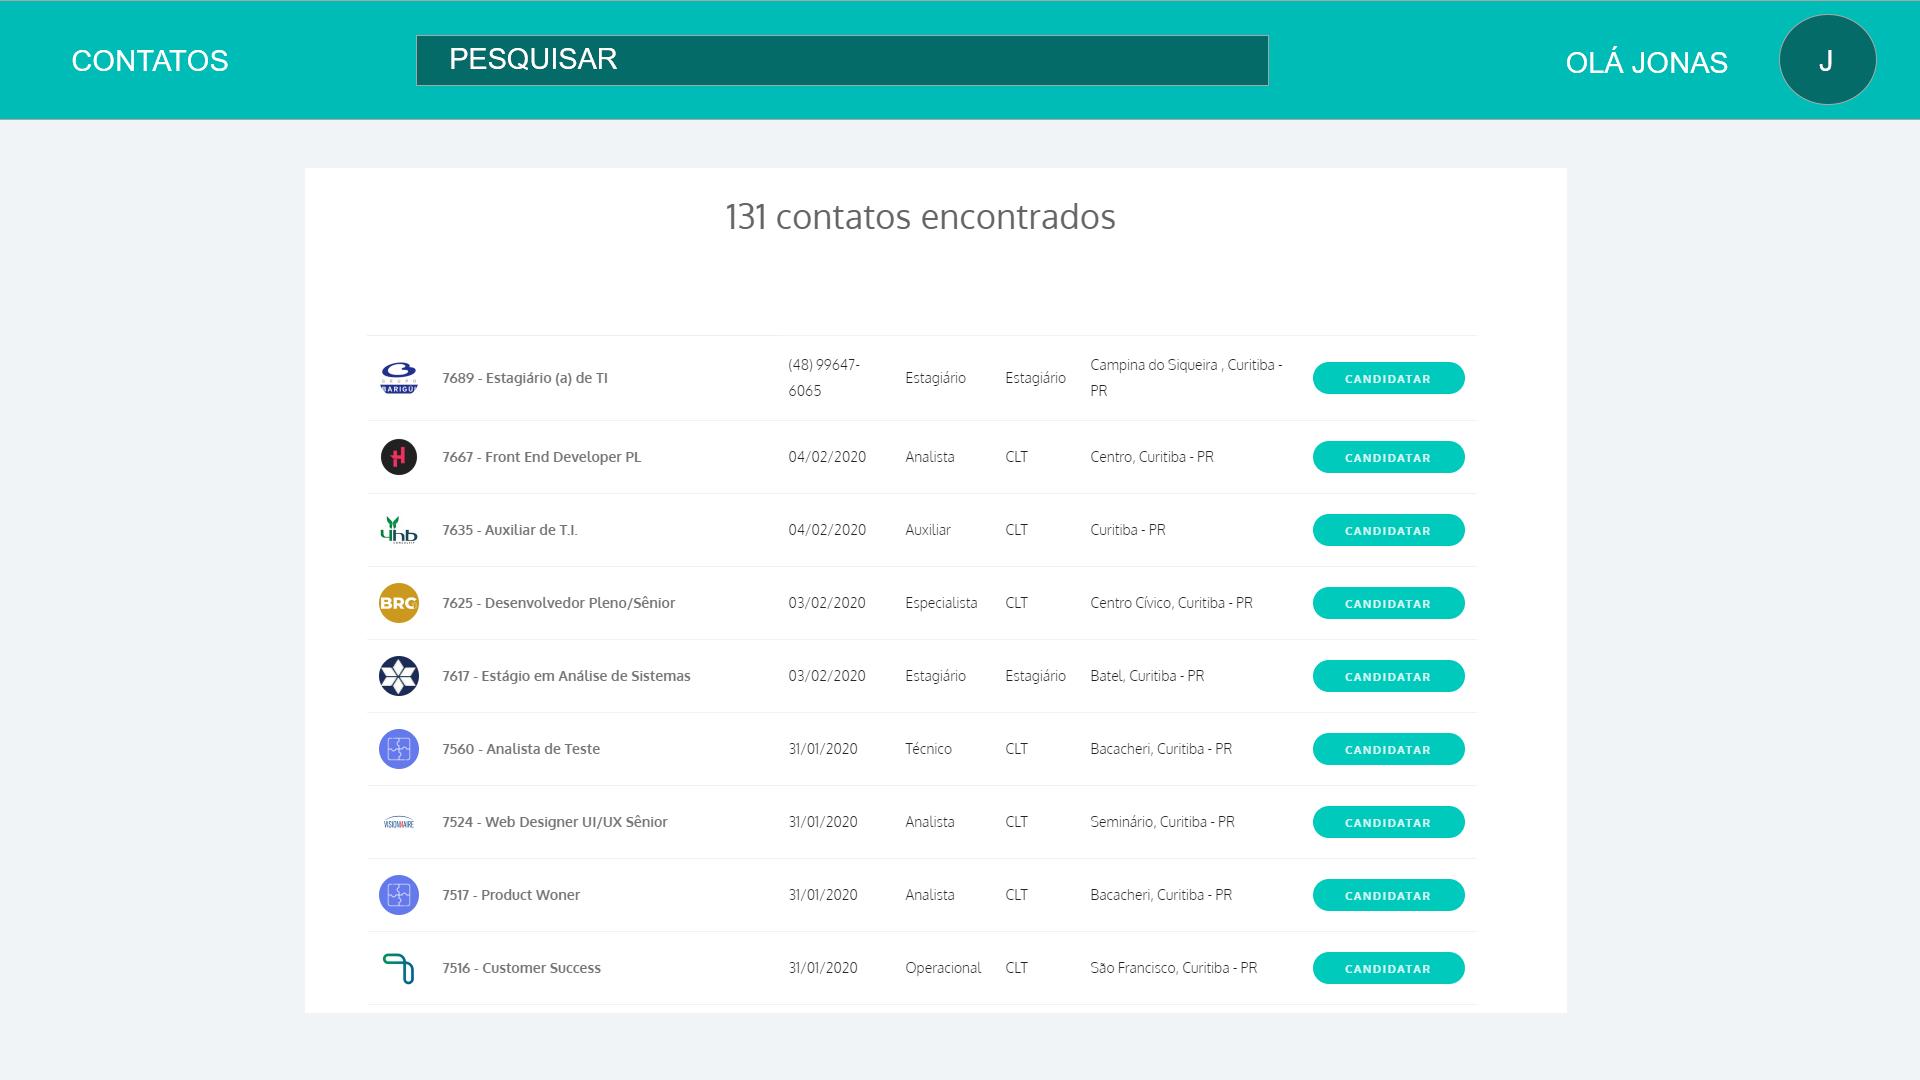 CONTATOS
PESQUISAR
OLÁ JONAS
J
131 contatos encontrados
GRUPO
BARIGÜI
7689 - Estagiário (a) de TI
(48) 99647-
6065
Estagiário
Estagiário
Campina do Siqueira , Curitiba -
PR
CANDIDATAR
H
7667 - Front End Developer PL
04/02/2020
Analista
CLT
Centro, Curitiba - PR
CANDIDATAR
hb
7635 - Auxiliar de T.I.
04/02/2020
Auxiliar
CLT
Curitiba - PR
CANDIDATAR
BRC
7625 - Desenvolvedor Pleno/Sênior
03/02/2020
Especialista
CLT
Centro Cívico, Curitiba - PR
CANDIDATAR
7617 - Estágio em Análise de Sistemas
03/02/2020
Estagiário
Estagiário
Batel, Curitiba - PR
CANDIDATAR
7560 - Analista de Teste
31/01/2020
Técnico
CLT
Bacacheri, Curitiba - PR
CANDIDATAR
VISIONNAIRE
7524 - Web Designer UI/UX Sênior
31/01/2020
Analista
CLT
Seminário, Curitiba - PR
CANDIDATAR
7517 - Product Woner
31/01/2020
Analista
CLT
Bacacheri, Curitiba - PR
CANDIDATAR
7516 - Customer Success
31/01/2020
Operacional
CLT
São Francisco, Curitiba - PR
CANDIDATAR